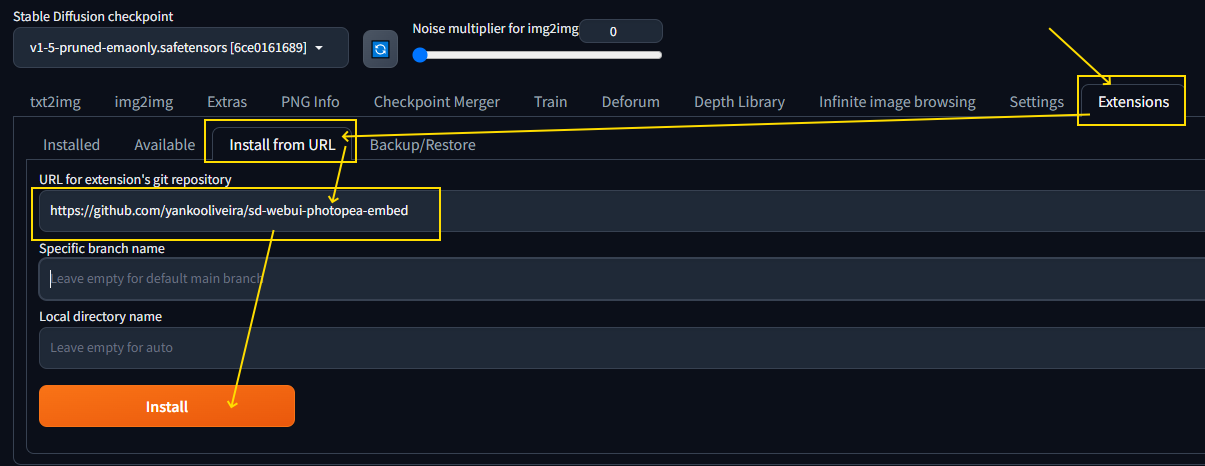 Stable Diffusion checkpoint
v1-5-pruned-emaonly.safetensors [6ce0161689]
Noise multiplier for img2img
0
txt2img img2img Extras PNG Info Checkpoint Merger Train Deforum Depth Library Infinite image browsing Settings Extensions
Installed Available Install from URL Backup/Restore
URL for extension's git repository
https://github.com/yankooliveira/sd-webui-photopea-embed
Specific branch name
Leave empty for default main branch
Local directory name
Leave empty for auto
Install